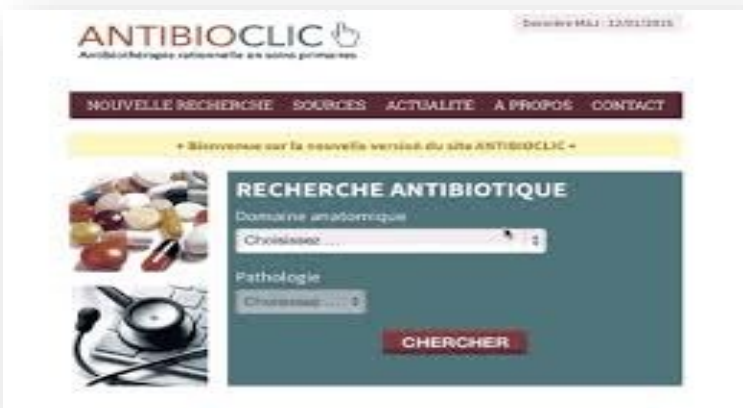 ANTIBIOCLIC
Antibiothérapie rationnelle en soins primaires
Dernière MàJ : 12/01/2015
NOUVELLE RECHERCHE SOURCES ACTUALITE A PROPOS CONTACT
• Bienvenue sur la nouvelle version du site ANTIBIOCLIC •
RECHERCHE ANTIBIOTIQUE
Domaine anatomique
Choisissez ...
Pathologie
Choisissez ...
CHERCHER